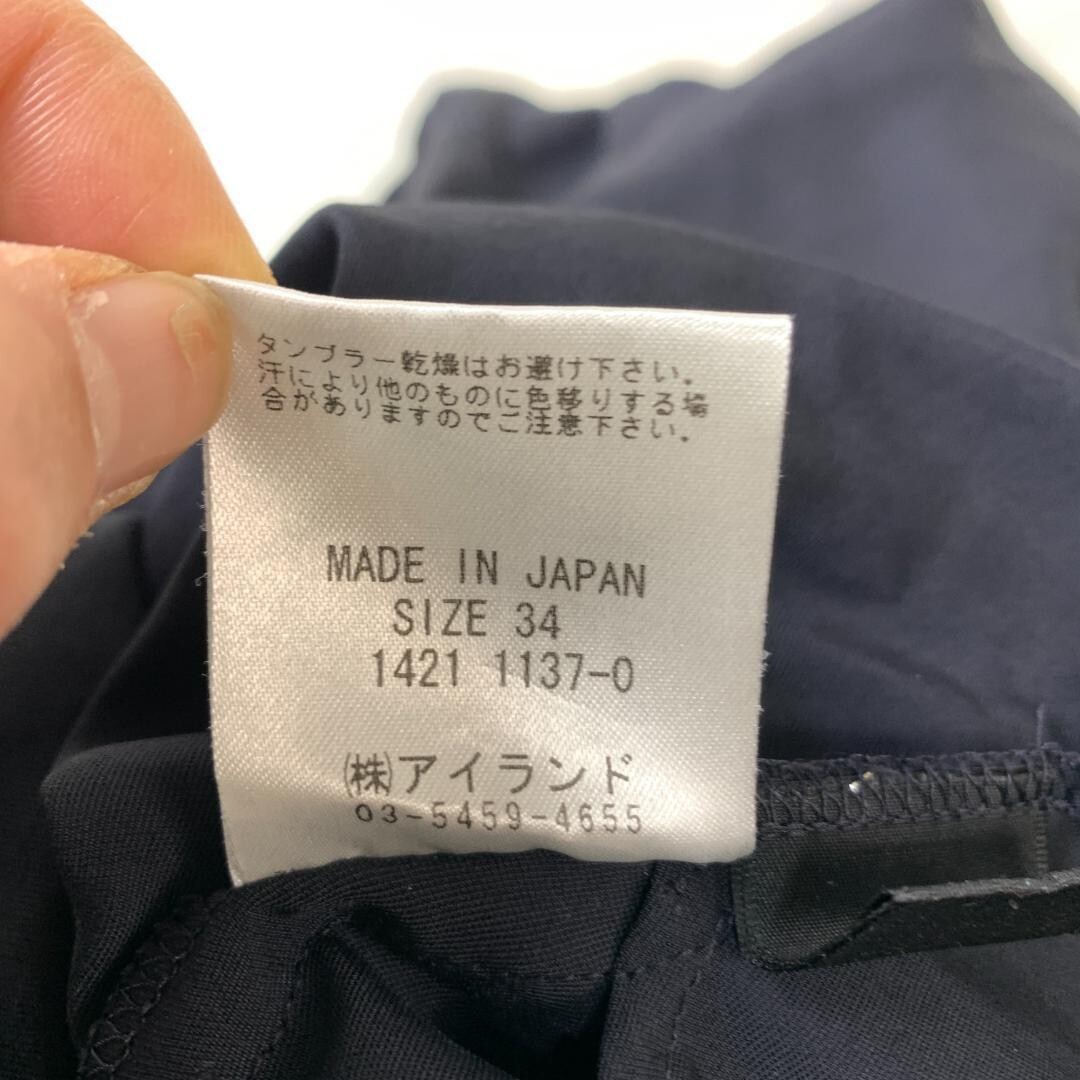 タンブラー乾燥はお避け下さい。
汗により他のものに色移りする場
合がありますのでご注意下さい。
MADE IN JAPAN
SIZE 34
1421 1137-0
㈱アイランド
03-5459-4655